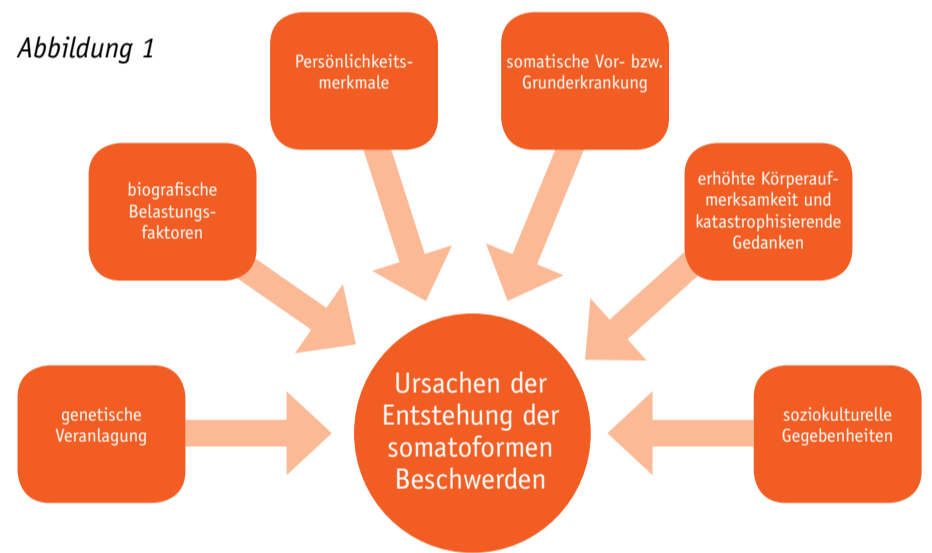 Abbildung 1
Persönlichkeits-
merkmale
somatische Vor- bzw.
Grunderkrankung
biografische
Belastungs-
faktoren
erhöhte Körperauf-
merksamkeit und
katastrophisierende
Gedanken
genetische
Veranlagung
Ursachen der
Entstehung der
somatoformen
Beschwerden
soziokulturelle
Gegebenheiten